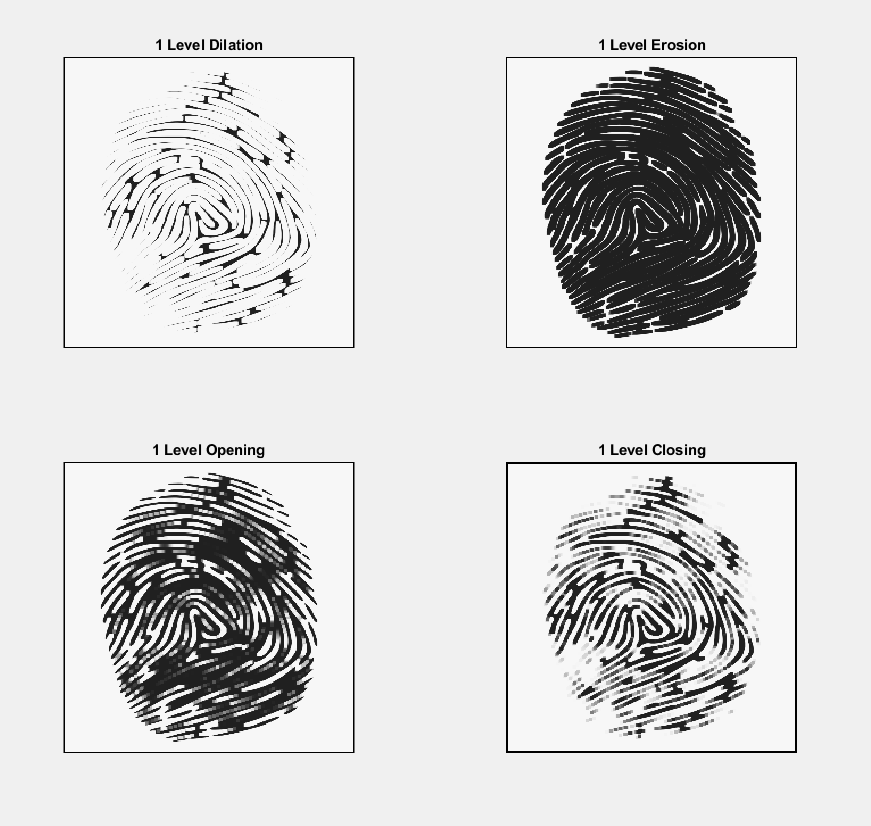 1 Level Dilation
1 Level Erosion
1 Level Opening
1 Level Closing